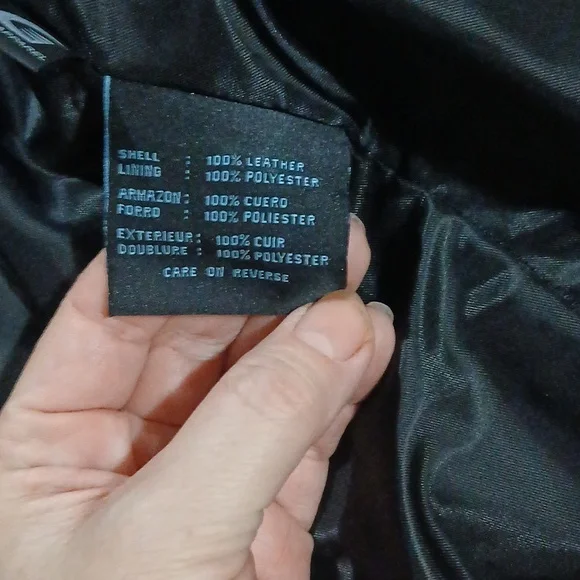 SHELL : 100% LEATHER
LINING : 100% POLYESTER
ARMAZON: 100% CUERO
FORRO : 100% POLIESTER
EXTERIEUR: 100% CUIR
DOUBLURE : 100% POLYESTER
CARE ON REVERSE